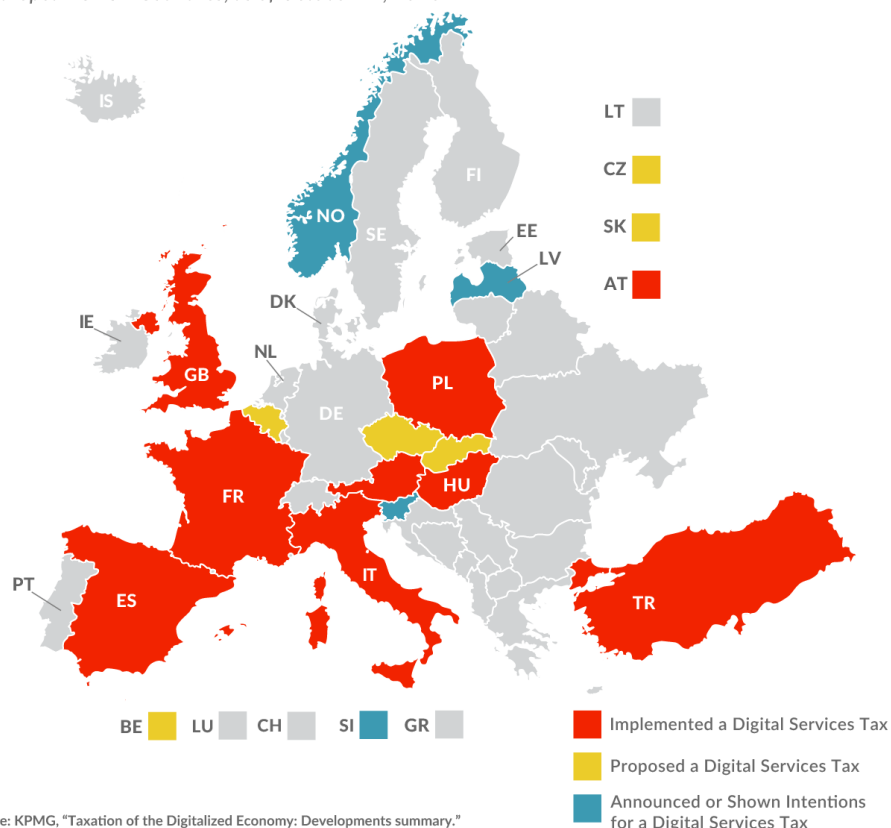 IS
LT
CZ
FI
SK
NO
EE
SE
LV
AT
DK
IE
NL
GB
PL
DE
HU
FR
PT
IT
ES
TR
BE
LU
CH
SI
GR
Implemented a Digital Services Tax
Proposed a Digital Services Tax
Announced or Shown Intentions
for a Digital Services Tax
e: KPMG, “Taxation of the Digitalized Economy: Developments summary.”